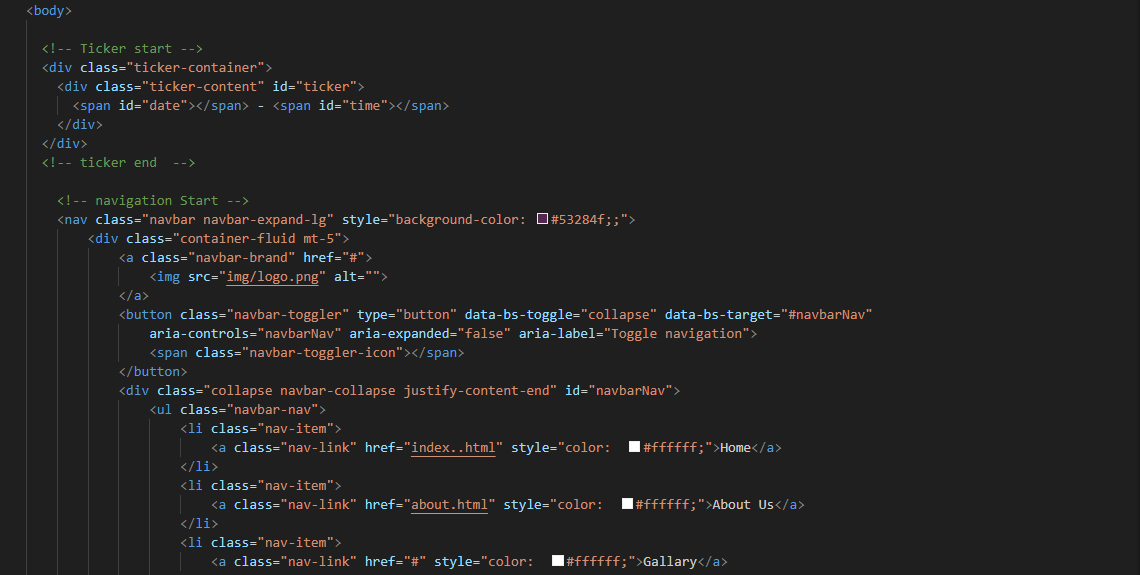 <body>
<!-- Ticker start -->
<div class="ticker-container">
<div class="ticker-content" id="ticker">
<span id="date"></span> - <span id="time"></span>
</div>
</div>
<!-- ticker end  -->
<!-- navigation Start -->
<nav class="navbar navbar-expand-lg" style="background-color: #53284f;;">
<div class="container-fluid mt-5">
<a class="navbar-brand" href="#">
<img src="img/logo.png" alt="">
</a>
<button class="navbar-toggler" type="button" data-bs-toggle="collapse" data-bs-target="#navbarNav"
aria-controls="navbarNav" aria-expanded="false" aria-label="Toggle navigation">
<span class="navbar-toggler-icon"></span>
</button>
<div class="collapse navbar-collapse justify-content-end" id="navbarNav">
<ul class="navbar-nav">
<li class="nav-item">
<a class="nav-link" href="index..html" style="color: #ffffff;">Home</a>
</li>
<li class="nav-item">
<a class="nav-link" href="about.html" style="color: #ffffff;">About Us</a>
</li>
<li class="nav-item">
<a class="nav-link" href="#" style="color: #ffffff;">Gallary</a>